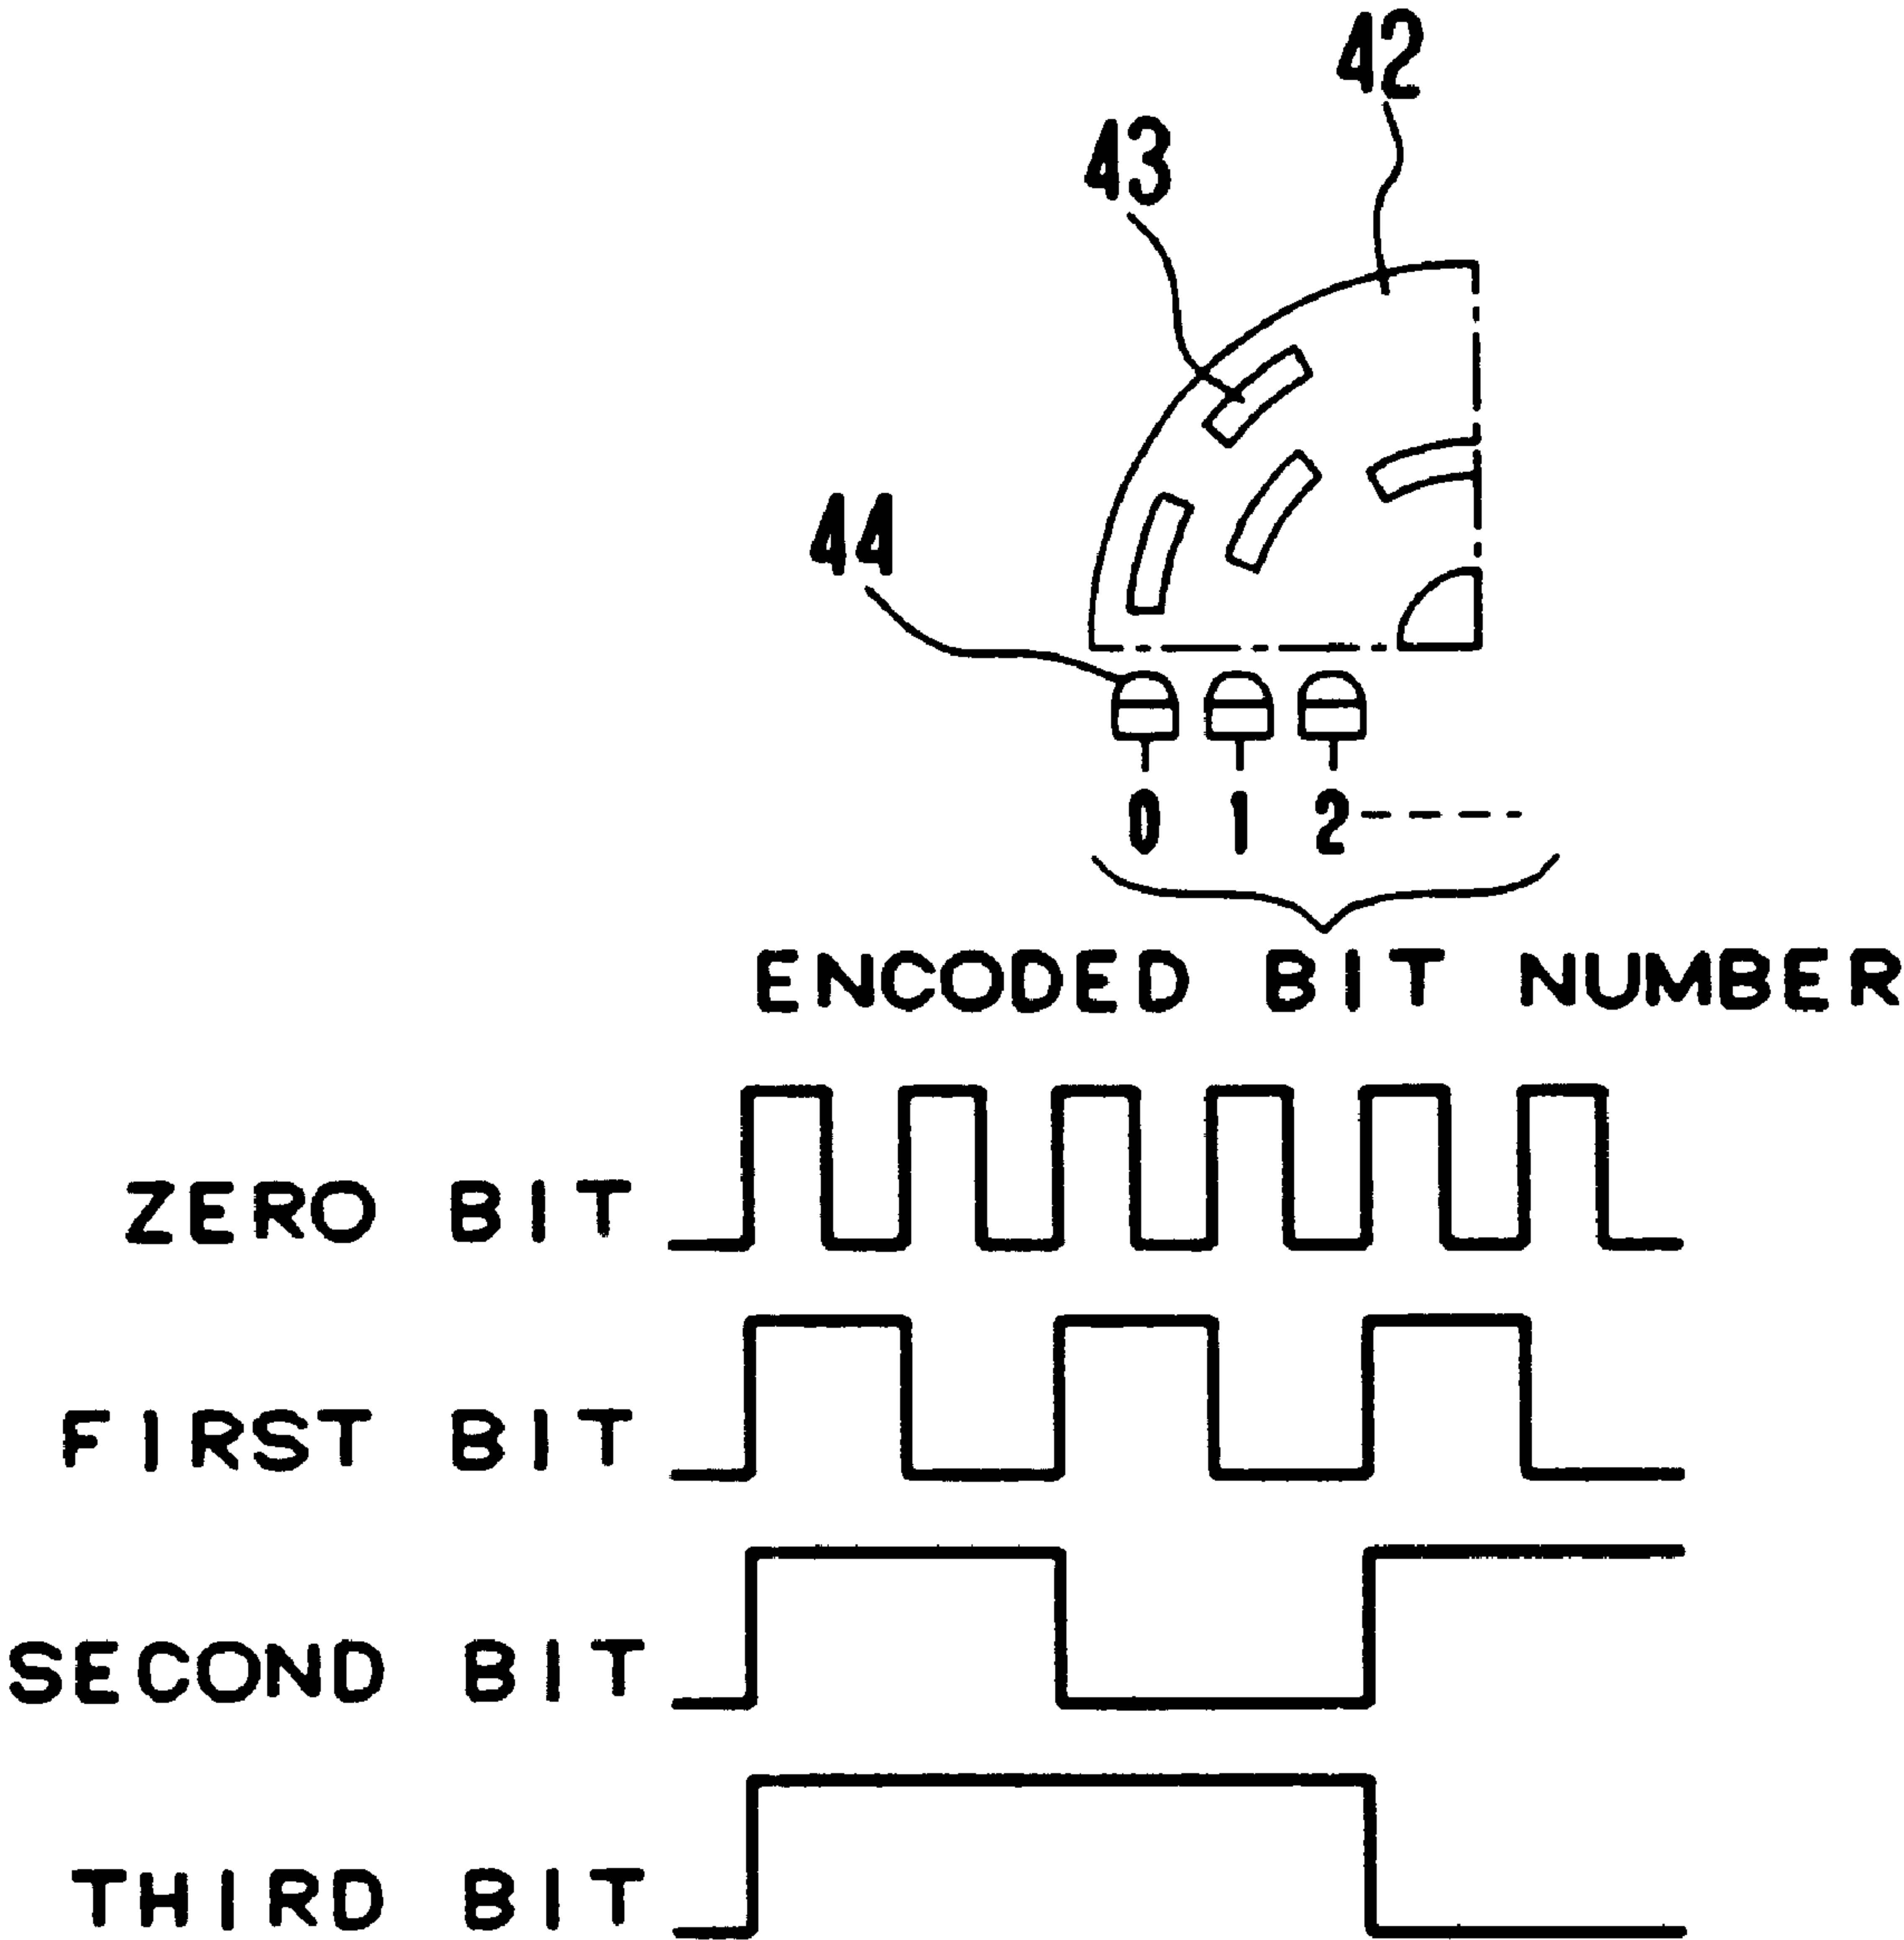 42
43
44
0 1 2
ENCODED BIT NUMBER
ZERO BIT
FIRST BIT
SECOND BIT
THIRD BIT